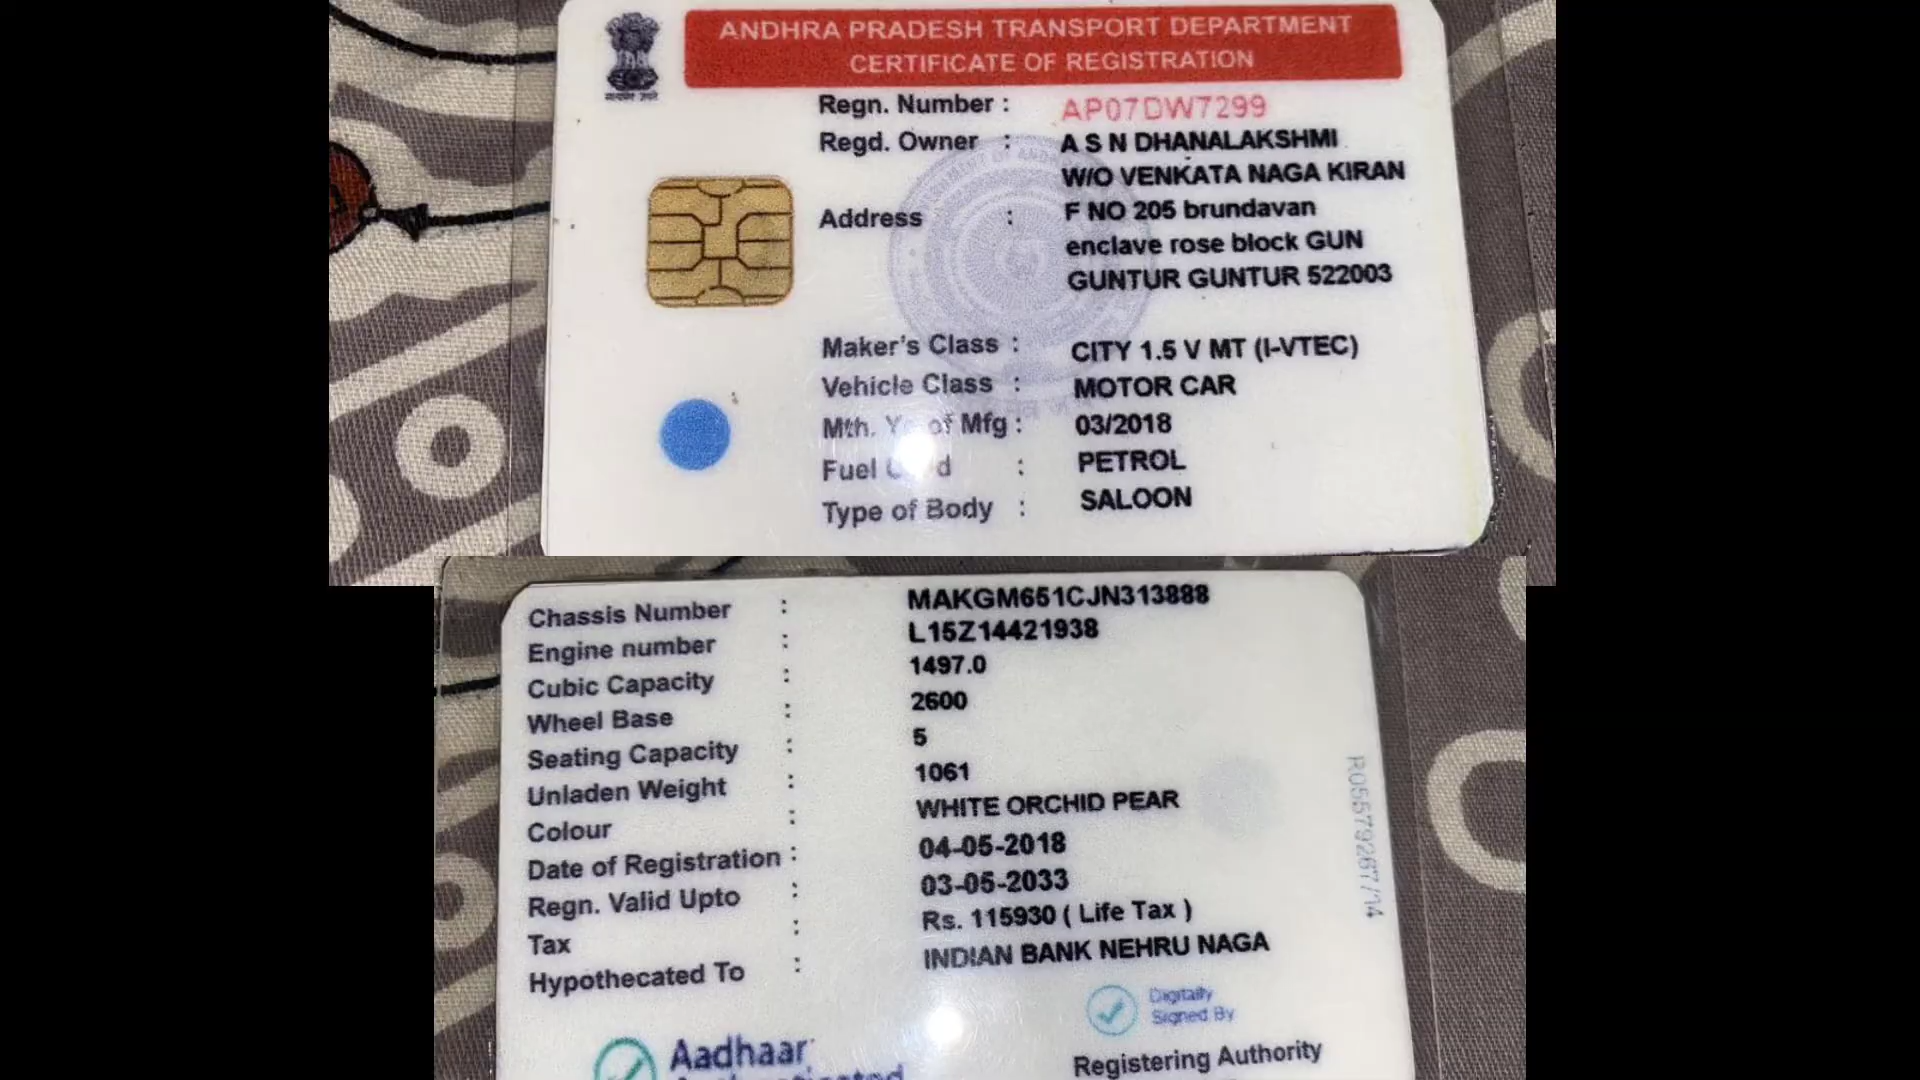 ANDHRA PRADESH TRANSPORT DEPARTMENT
CERTIFICATE OF REGISTRATION
Regn. Number : AP07DW7299
Regd. Owner : A S N DHANALAKSHMI
W/O VENKATA NAGA KIRAN
Address : F NO 205 brundavan
enclave rose block GUN
GUNTUR GUNTUR 522003
Maker's Class : CITY 1.5 V MT (I-VTEC)
Vehicle Class : MOTOR CAR
Mth. of Mfg : 03/2018
Fuel : PETROL
Type of Body : SALOON
Chassis Number : MAKGM651CJN313888
Engine number : L15Z14421938
Cubic Capacity : 1497.0
Wheel Base : 2600
Seating Capacity : 5
Unladen Weight : 1061
Colour : WHITE ORCHID PEAR
Date of Registration : 04-05-2018
Regn. Valid Upto : 03-05-2033
Tax : Rs. 115930 ( Life Tax )
Hypothecated To : INDIAN BANK NEHRU NAGA
Digitally
Signed By
Aadhaar
Registering Authority